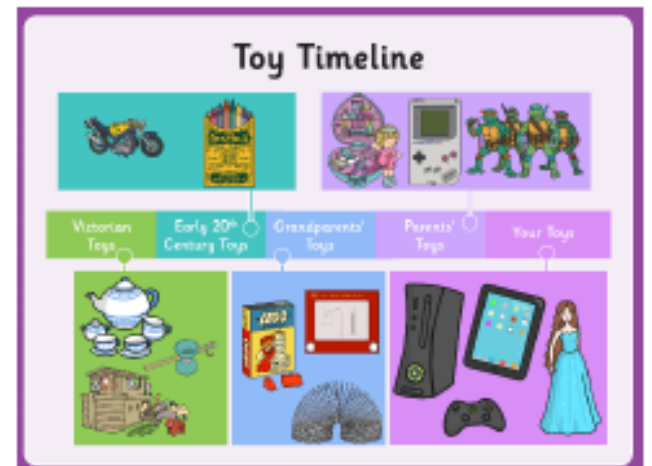 Toy Timeline
Victorian
Toys
Early 20th
Century Toys
Grandparents'
Toys
Parents'
Toys
Your Toys